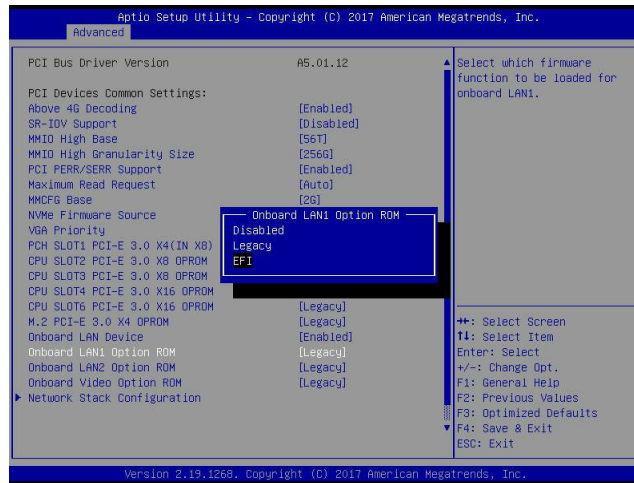 Aptio Setup Utility - Copyright (C) 2017 American Megatrends, Inc.
Advanced
PCI Bus Driver Version A5.01.12
PCI Devices Common Settings:
Above 4G Decoding [Enabled]
SR-IOV Support [Disabled]
MMIO High Base [56T]
MMIO High Granularity Size [256G]
PCI PERR/SERR Support [Enabled]
Maximum Read Request [Auto]
MMCFG Base [2G]
NVMe Firmware Source
VGA Priority
PCH SLOT1 PCI-E 3.0 X4(IN X8)
CPU SLOT2 PCI-E 3.0 X8 OPROM
CPU SLOT3 PCI-E 3.0 X8 OPROM
CPU SLOT4 PCI-E 3.0 X16 OPROM
CPU SLOT6 PCI-E 3.0 X16 OPROM [Legacy]
M.2 PCI-E 3.0 X4 OPROM [Legacy]
Onboard LAN Device [Enabled]
Onboard LAN1 Option ROM [Legacy]
Onboard LAN2 Option ROM [Legacy]
Onboard Video Option ROM [Legacy]
Network Stack Configuration
Onboard LAN1 Option ROM
Disabled
Legacy
EFI
Select which firmware
function to be loaded for
onboard LAN1.
→←: Select Screen
↑↓: Select Item
Enter: Select
+/-: Change Opt.
F1: General Help
F2: Previous Values
F3: Optimized Defaults
F4: Save & Exit
ESC: Exit
Version 2.19.1268. Copyright (C) 2017 American Megatrends, Inc.